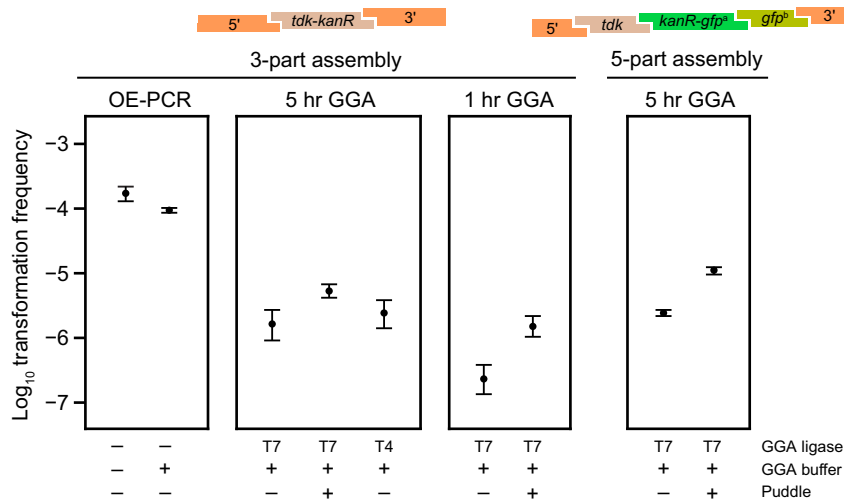 5' tdk-kanR 3'
5' tdk kanR-gfpᵃ gfpᵇ 3'
3-part assembly
5-part assembly
OE-PCR
5 hr GGA
1 hr GGA
5 hr GGA
Log₁₀ transformation frequency
−3
−4
−5
−6
−7
– – T7 T7 T4 T7 T7 T7 T7 GGA ligase
– + + + + + + + + GGA buffer
– – – + – – + – + Puddle